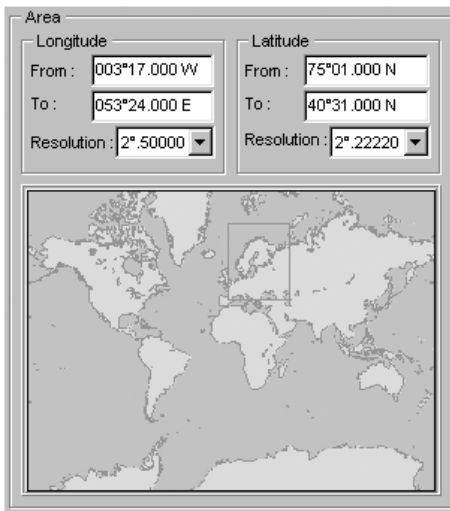 Area
Longitude
From : 003°17.000 W
To : 053°24.000 E
Resolution : 2°.50000
Latitude
From : 75°01.000 N
To : 40°31.000 N
Resolution : 2°.22220